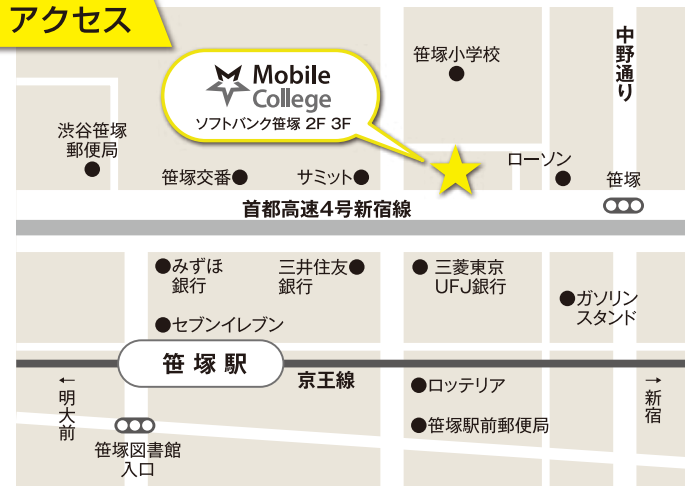 アクセス
Mobile
College
ソフトバンク笹塚 2F 3F
笹塚小学校
中野通り
渋谷笹塚
郵便局
笹塚交番
サミット
ローソン
笹塚
首都高速4号新宿線
みずほ
銀行
三井住友
銀行
三菱東京
UFJ銀行
ガソリン
スタンド
セブンイレブン
笹塚駅
京王線
←
明大前
ロッテリア
→
新宿
笹塚駅前郵便局
笹塚図書館
入口